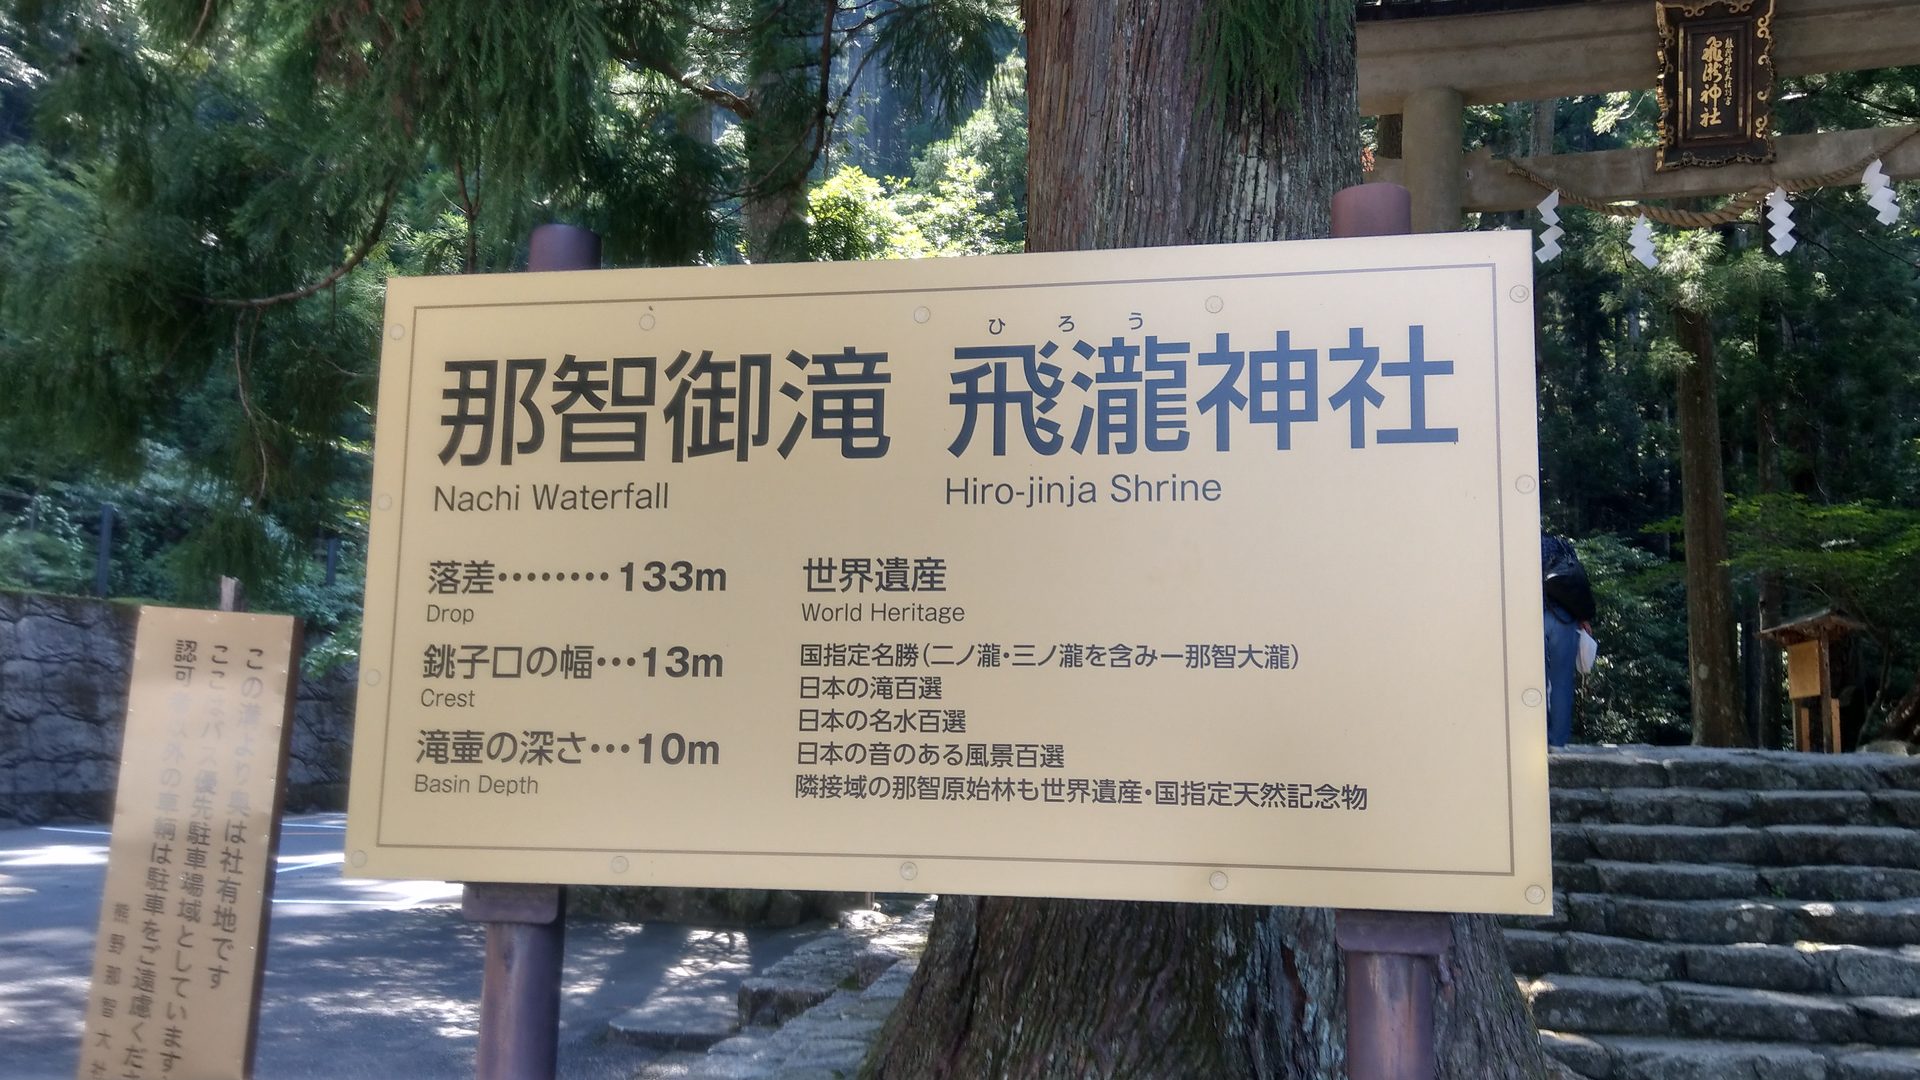 那智御滝 飛瀧神社
ひろう
Nachi Waterfall Hiro-jinja Shrine
落差………133m
Drop
銚子口の幅…13m
Crest
滝壷の深さ…10m
Basin Depth
世界遺産
World Heritage
国指定名勝(二ノ瀧・三ノ瀧を含み一那智大瀧)
日本の滝百選
日本の名水百選
日本の音のある風景百選
隣接域の那智原始林も世界遺産・国指定天然記念物
飛瀧神社
この溝より奥は社有地です
ここはバス優先駐車場域としています
認可車以外の車輌は駐車をご遠慮くださ
熊野那智大社